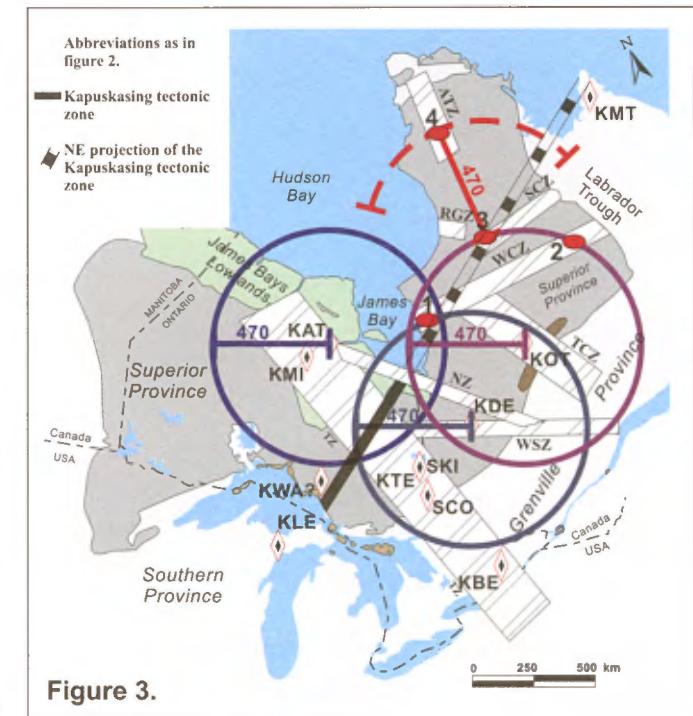 Abbreviations as in
figure 2.
Kapuskasing tectonic
zone
NE projection of the
Kapuskasing tectonic
zone
N
ATZ
KMT
4
470
Hudson
Bay
SCZ
Labrador
Trough
RGZ
3
WCZ
2
James Bays
Lowlands
MANITOBA
ONTARIO
James
Bay
1
Superior
Province
470
KAT
KMI
470
KOT
TCZ
Province
Superior
Province
NZ
470
KDE
WSZ
Canada
USA
TZ
KTE
SKI
SCO
Grenville
KWA?
KLE
KBE
Canada
USA
Southern
Province
0 250 500 km
Figure 3.